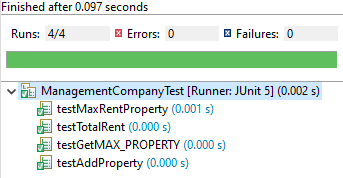 Finished after 0.097 seconds
Runs: 4/4 Errors: 0 Failures: 0
ManagementCompanyTest [Runner: JUnit 5] (0.002 s)
testMaxRentProperty (0.001 s)
testTotalRent (0.000 s)
testGetMAX_PROPERTY (0.000 s)
testAddProperty (0.000 s)